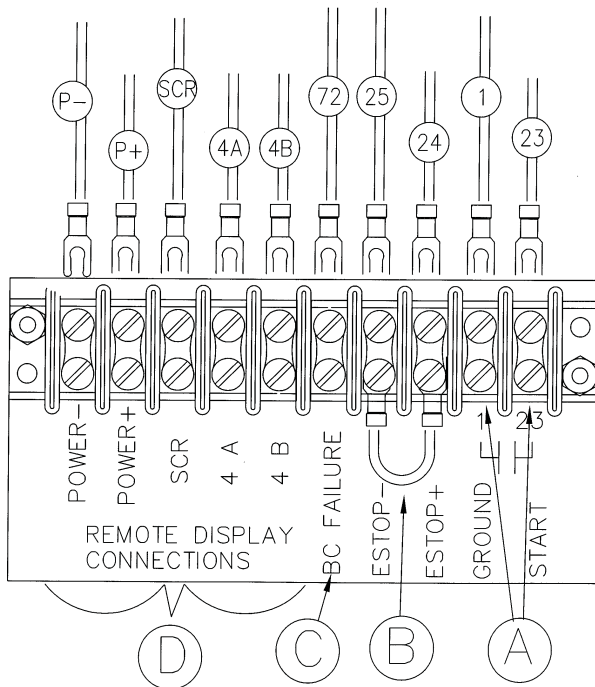 P- P+ SCR 4A 4B 72 25 24 1 23
1 23
POWER- POWER+ SCR 4 A 4 B BC FAILURE ESTOP- ESTOP+ GROUND START
REMOTE DISPLAY
CONNECTIONS
D C B A